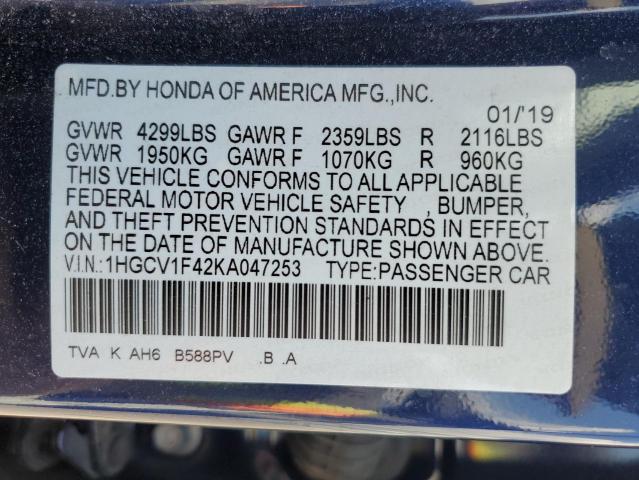 MFD.BY HONDA OF AMERICA MFG.,INC.
01/'19
GVWR 4299LBS GAWR F 2359LBS R 2116LBS
GVWR 1950KG GAWR F 1070KG R 960KG
THIS VEHICLE CONFORMS TO ALL APPLICABLE
FEDERAL MOTOR VEHICLE SAFETY , BUMPER,
AND THEFT PREVENTION STANDARDS IN EFFECT
ON THE DATE OF MANUFACTURE SHOWN ABOVE.
V.I.N.:1HGCV1F42KA047253 TYPE:PASSENGER CAR
TVA K AH6 B588PV .B .A